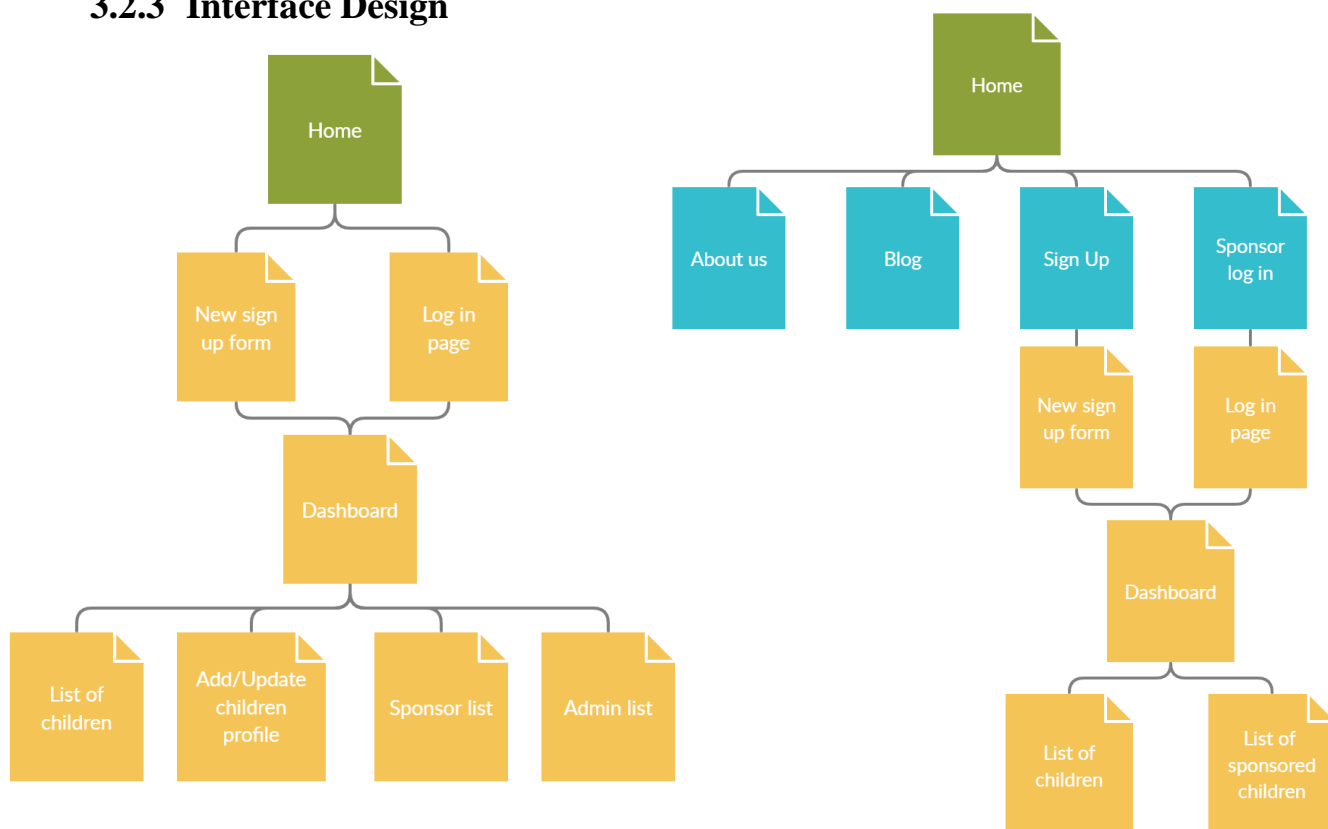 3.2.3 Interface Design
Home
New sign
up form
Log in
page
Dashboard
List of
children
Add/Update
children
profile
Sponsor list
Admin list
Home
About us
Blog
Sign Up
Sponsor
log in
New sign
up form
Log in
page
Dashboard
List of
children
List of
sponsored
children